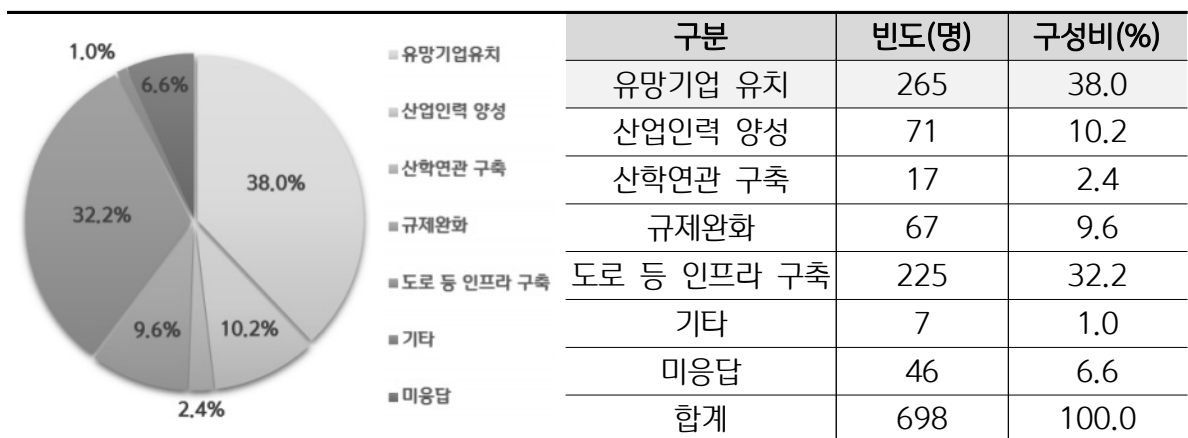 1.0%
6.6%
38.0%
32.2%
9.6%
10.2%
2.4%
유망기업유치
산업인력 양성
산학연관 구축
규제완화
도로 등 인프라 구축
기타
미응답
구분 빈도(명) 구성비(%)
유망기업 유치 265 38.0
산업인력 양성 71 10.2
산학연관 구축 17 2.4
규제완화 67 9.6
도로 등 인프라 구축 225 32.2
기타 7 1.0
미응답 46 6.6
합계 698 100.0